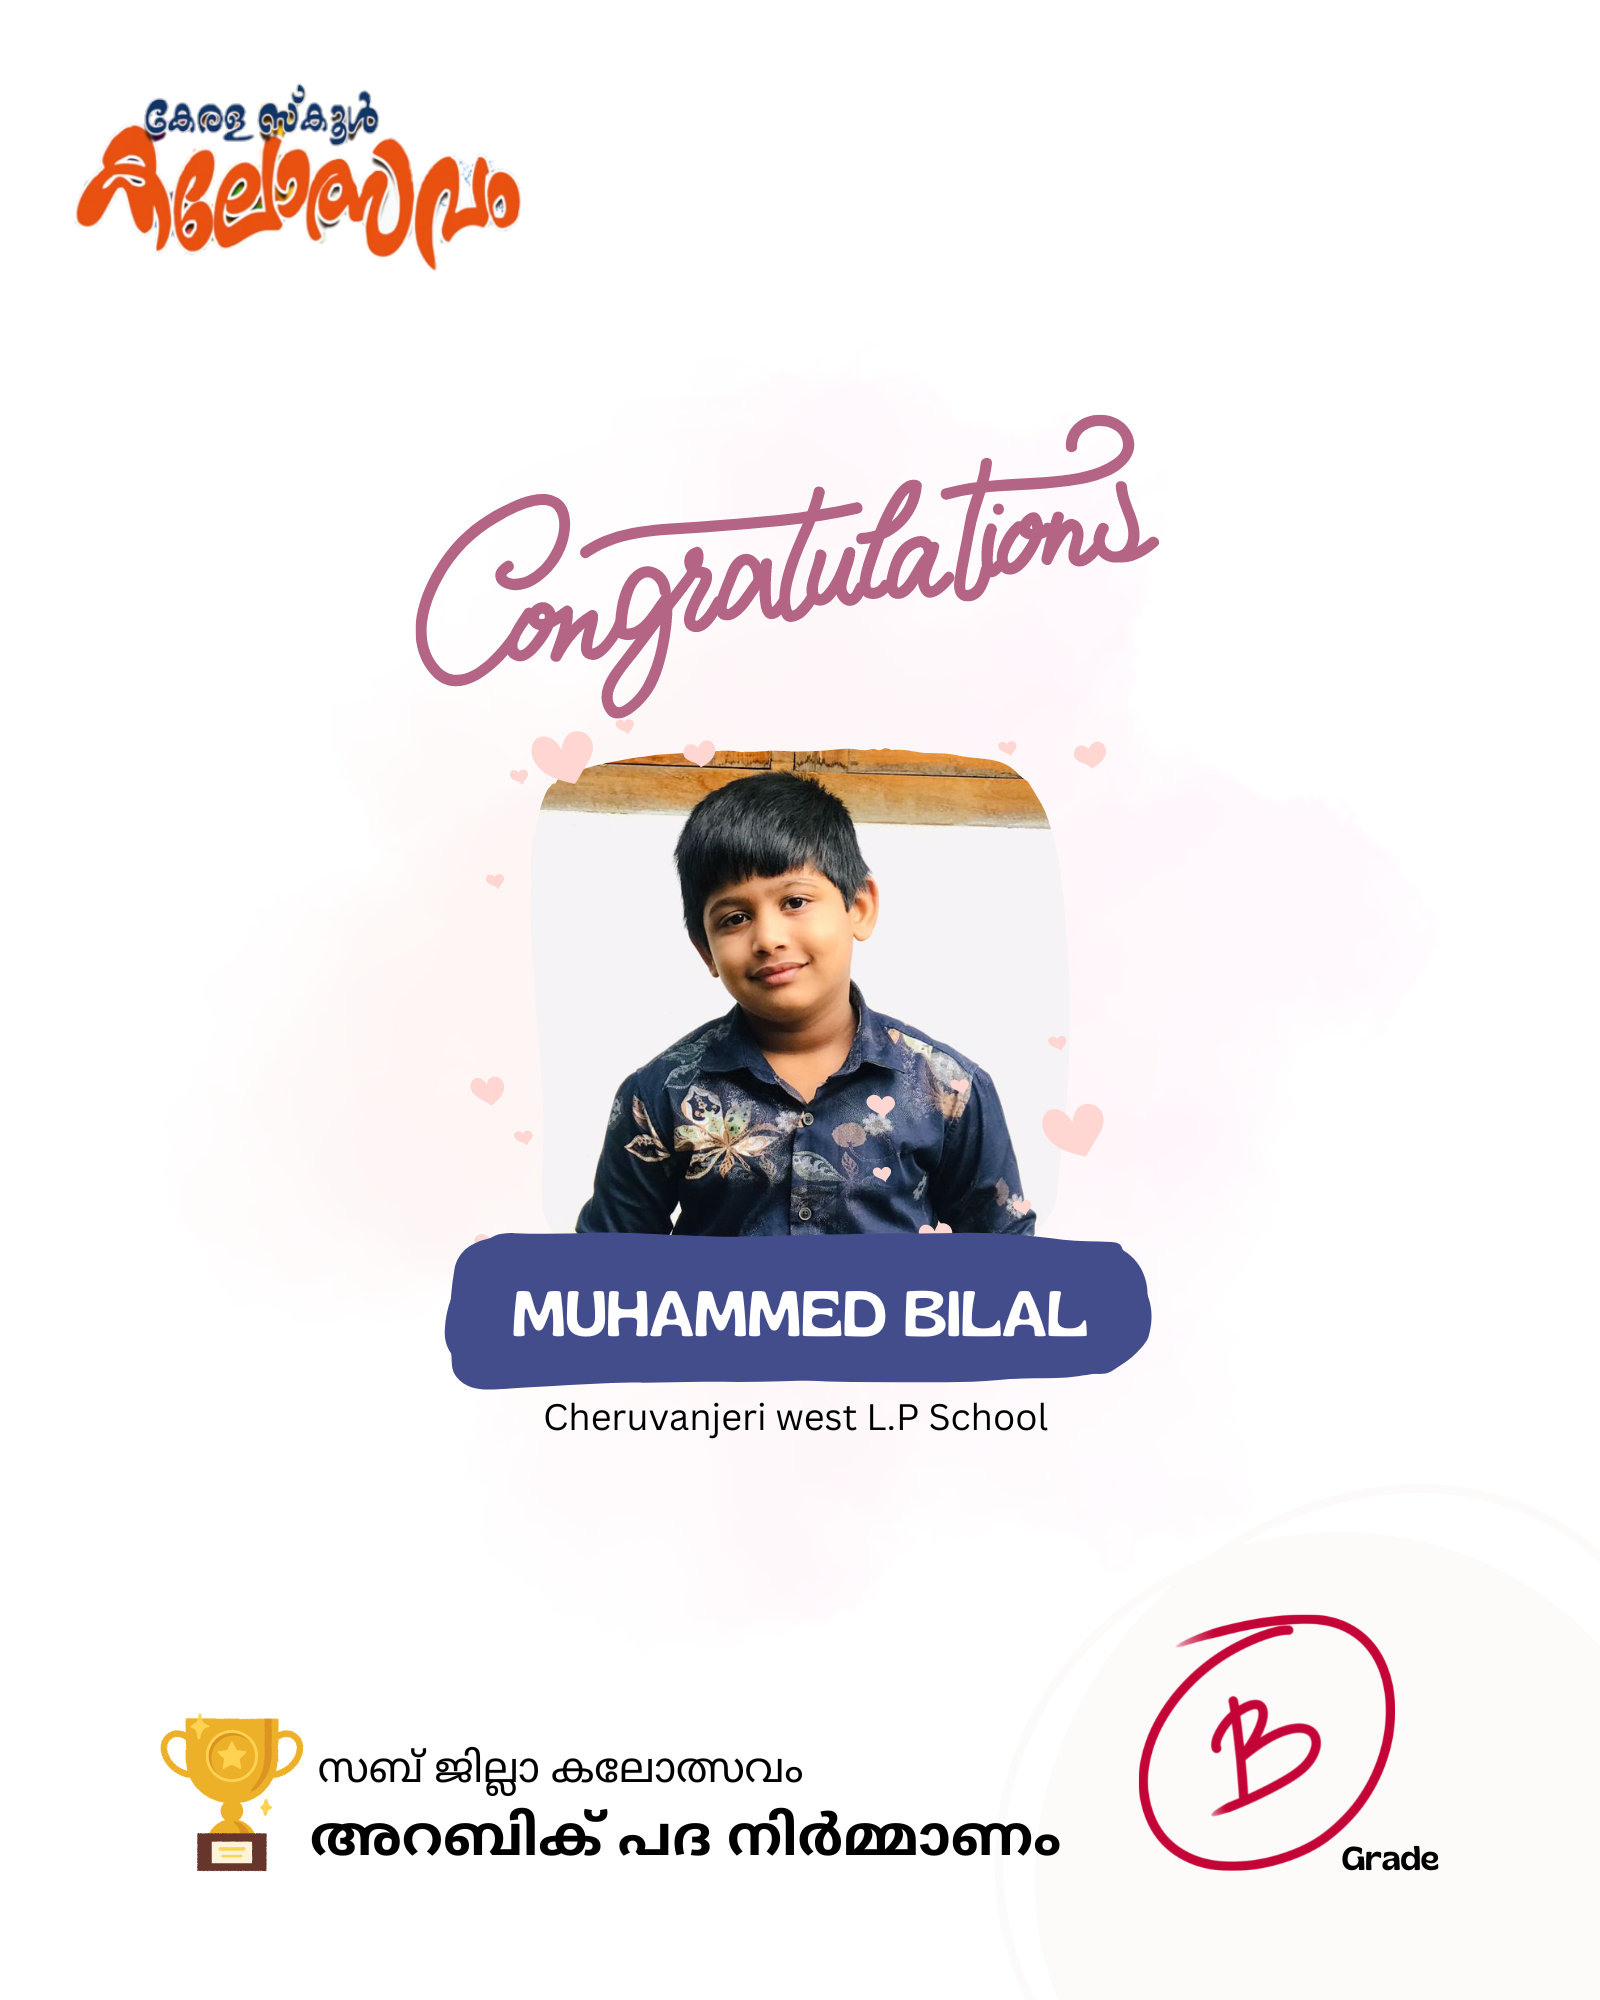 കേരള സ്കൂൾ
കലോത്സവം
Congratulations
MUHAMMED BILAL
Cheruvanjeri west L.P School
സബ് ജില്ലാ കലോത്സവം
അറബിക് പദ നിർമ്മാണം
B
Grade